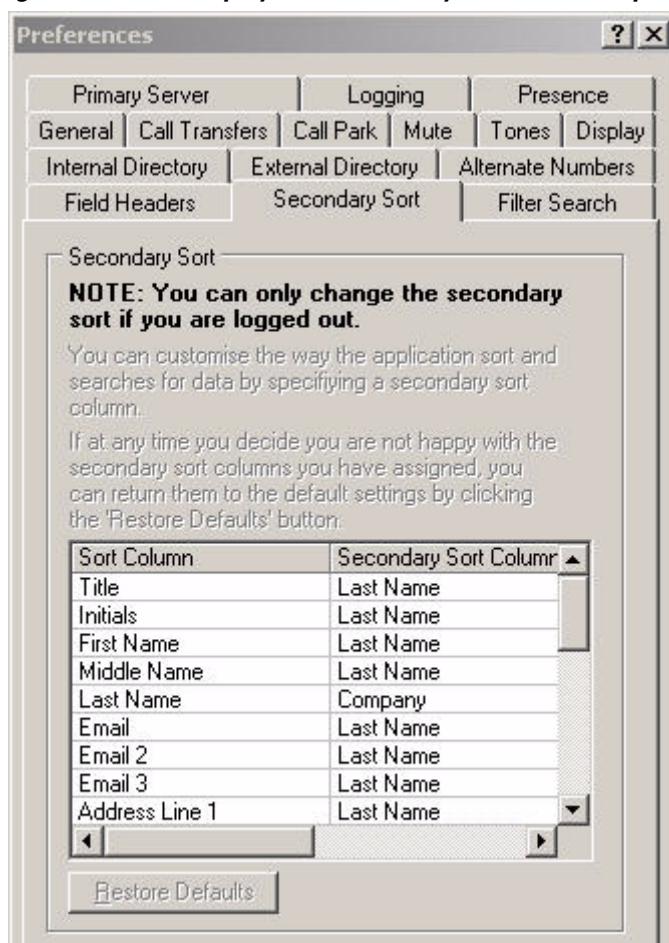 Preferences
? X
Primary Server Logging Presence
General Call Transfers Call Park Mute Tones Display
Internal Directory External Directory Alternate Numbers
Field Headers Secondary Sort Filter Search
Secondary Sort
NOTE: You can only change the secondary
sort if you are logged out.
You can customise the way the application sort and
searches for data by specifiying a secondary sort
column.
If at any time you decide you are not happy with the
secondary sort columns you have assigned, you
can return them to the default settings by clicking
the 'Restore Defaults' button.
Sort Column Secondary Sort Column
Title Last Name
Initials Last Name
First Name Last Name
Middle Name Last Name
Last Name Company
Email Last Name
Email 2 Last Name
Email 3 Last Name
Address Line 1 Last Name
Restore Defaults